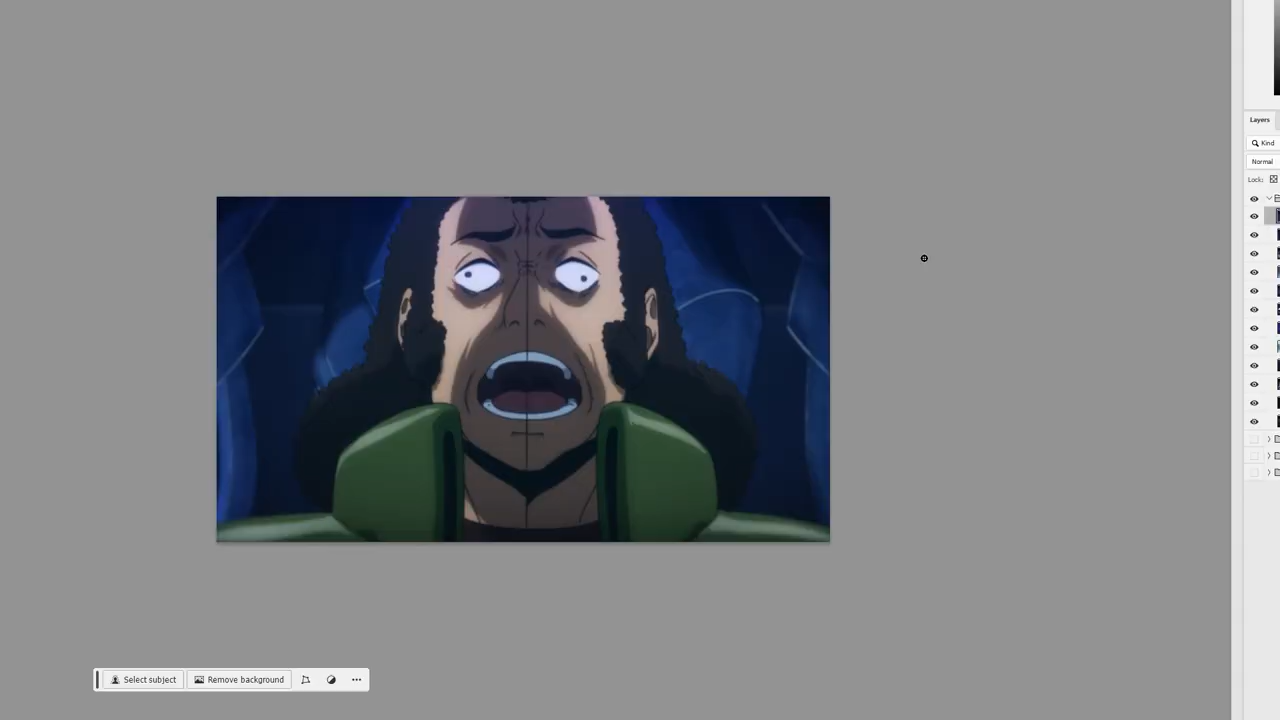 Layers
Kind
Normal
Lock:
Select subject
Remove background